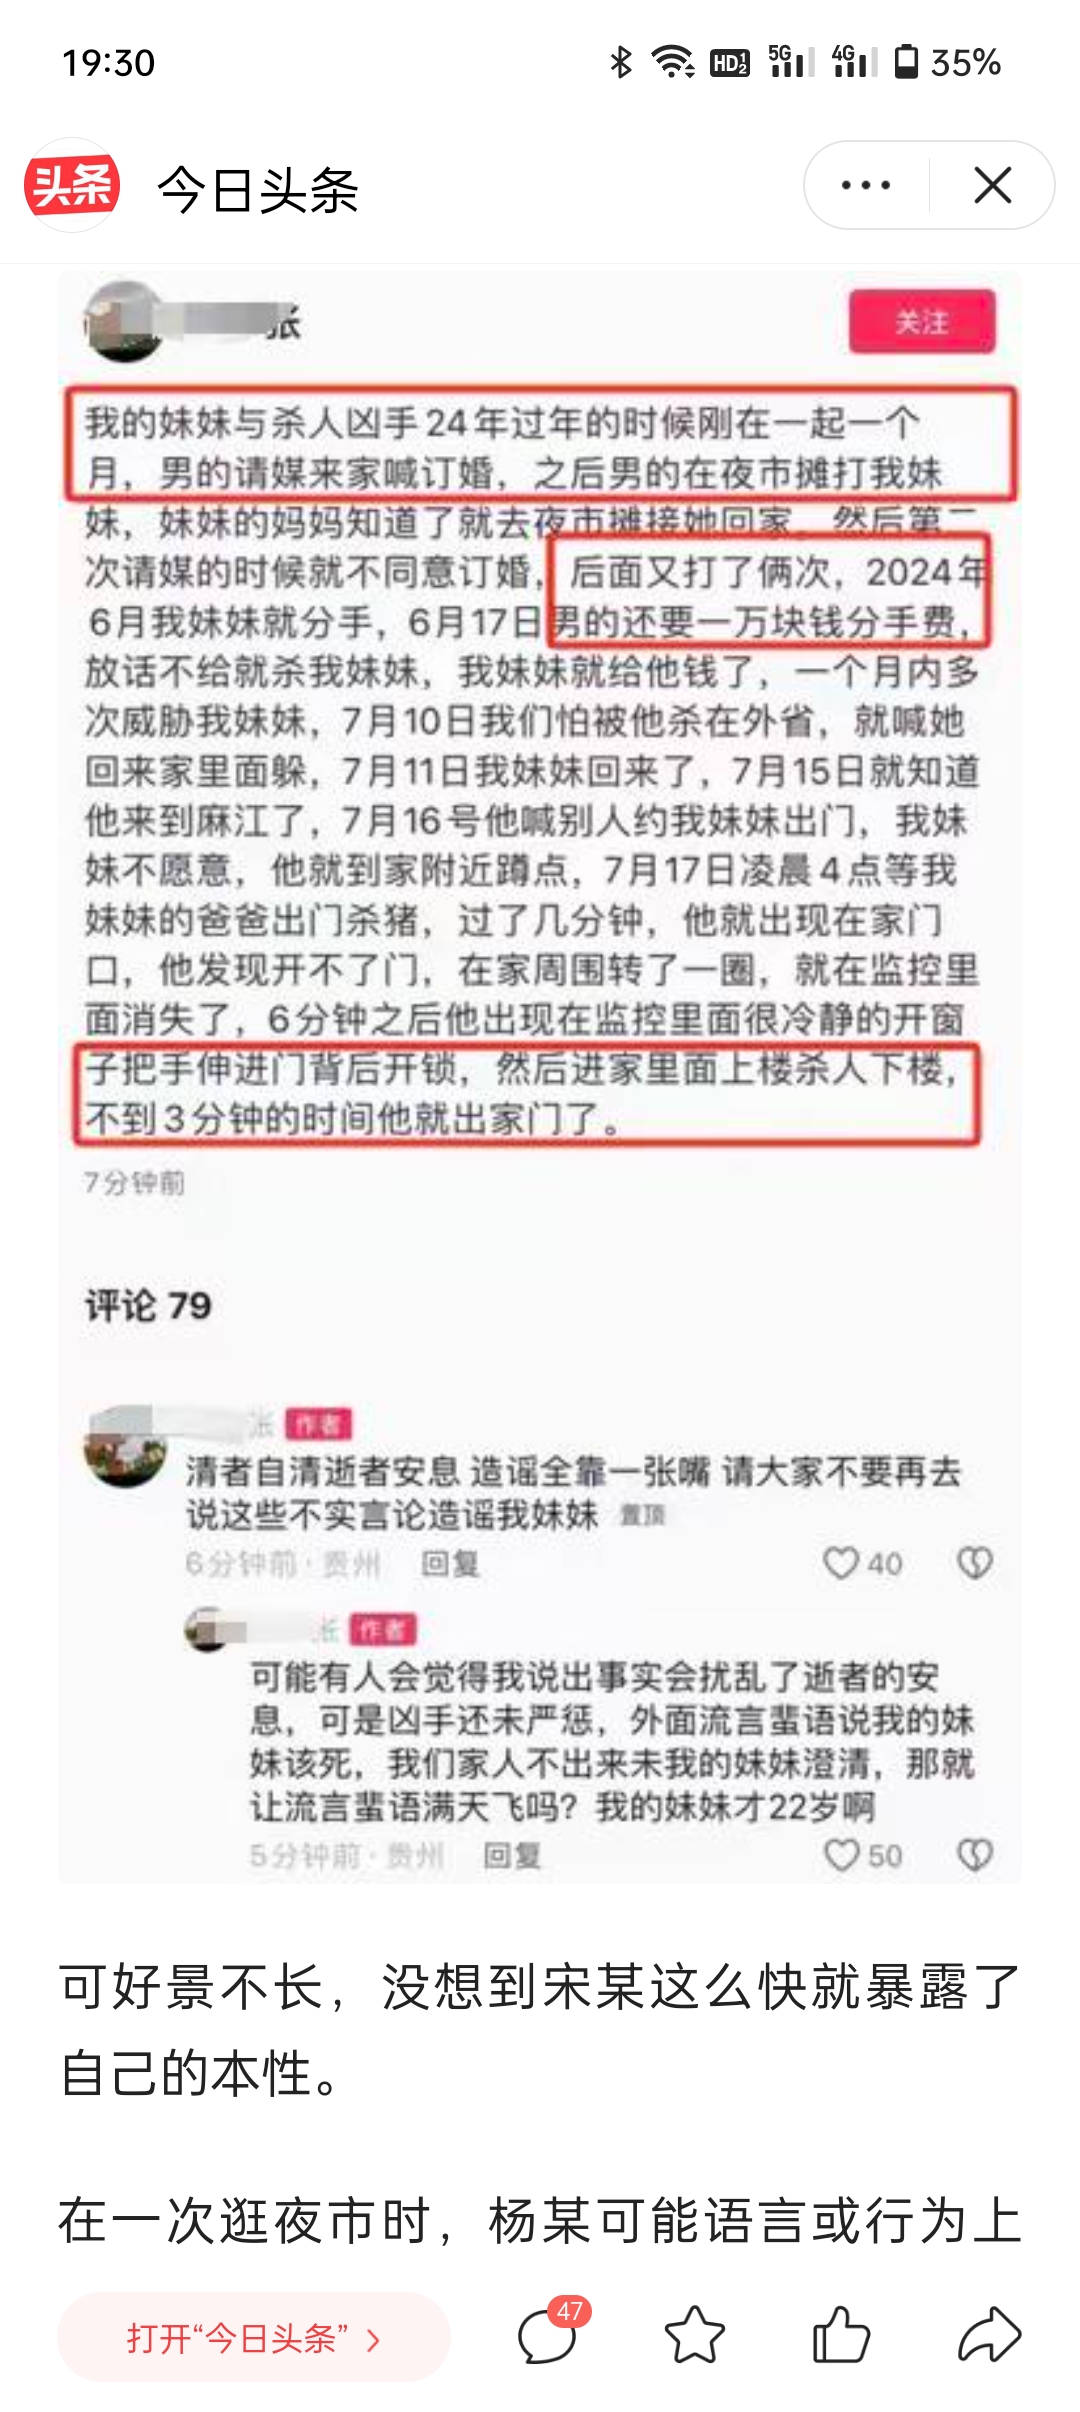 19:30
HD 1 2 5G 4G 35%
头条 今日头条
张
关注
我的妹妹与杀人凶手24年过年的时候刚在一起一个
月，男的请媒来家喊订婚，之后男的在夜市摊打我妹
妹，妹妹的妈妈知道了就去夜市摊接她回家，然后第二
次请媒的时候就不同意订婚，后面又打了俩次，2024年
6月我妹妹就分手，6月17日男的还要一万块钱分手费，
放话不给就杀我妹妹，我妹妹就给他钱了，一个月内多
次威胁我妹妹，7月10日我们怕被他杀在外省，就喊她
回来家里面躲，7月11日我妹妹回来了，7月15日就知道
他来到麻江了，7月16号他喊别人约我妹妹出门，我妹
妹不愿意，他就到家附近蹲点，7月17日凌晨4点等我
妹妹的爸爸出门杀猪，过了几分钟，他就出现在家门
口，他发现开不了门，在家周围转了一圈，就在监控里
面消失了，6分钟之后他出现在监控里面很冷静的开窗
子把手伸进门背后开锁，然后进家里面上楼杀人下楼，
不到3分钟的时间他就出家门了。
7分钟前
评论 79
张 作者
清者自清逝者安息 造谣全靠一张嘴 请大家不要再去
说这些不实言论造谣我妹妹 置顶
6分钟前·贵州 回复 40
张 作者
可能有人会觉得我说出事实会扰乱了逝者的安
息，可是凶手还未严惩，外面流言蜚语说我的妹
妹该死，我们家人不出来未我的妹妹澄清，那就
让流言蜚语满天飞吗？我的妹妹才22岁啊
5分钟前·贵州 回复 50
可好景不长，没想到宋某这么快就暴露了
自己的本性。
在一次逛夜市时，杨某可能语言或行为上
打开“今日头条” 47